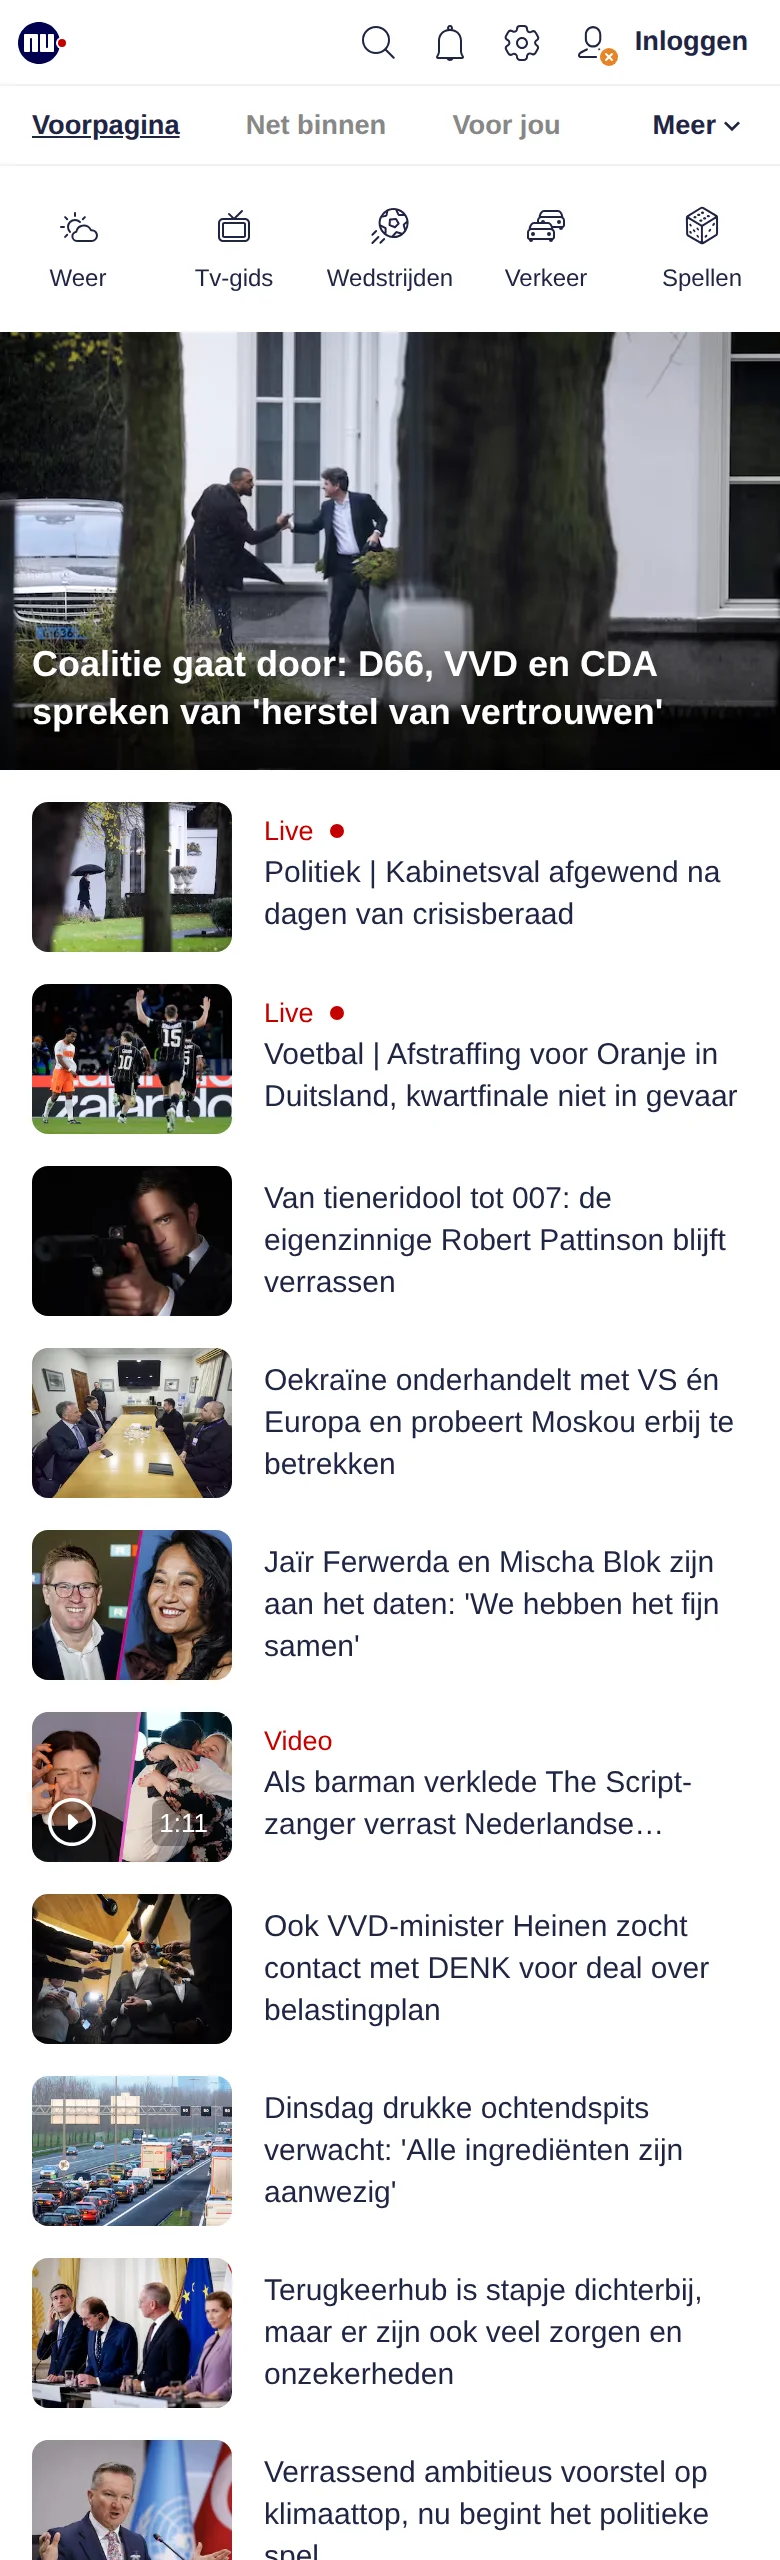 nu
Inloggen
Voorpagina
Net binnen
Voor jou
Meer
Weer
Tv-gids
Wedstrijden
Verkeer
Spellen
Coalitie gaat door: D66, VVD en CDA
spreken van 'herstel van vertrouwen'
Live
Politiek | Kabinetsval afgewend na
dagen van crisisberaad
15
10
5
zalando
Live
Voetbal | Afstraffing voor Oranje in
Duitsland, kwartfinale niet in gevaar
Van tieneridool tot 007: de
eigenzinnige Robert Pattinson blijft
verrassen
Oekraïne onderhandelt met VS én
Europa en probeert Moskou erbij te
betrekken
Jaïr Ferwerda en Mischa Blok zijn
aan het daten: 'We hebben het fijn
samen'
1:11
Video
Als barman verklede The Script-
zanger verrast Nederlandse…
Ook VVD-minister Heinen zocht
contact met DENK voor deal over
belastingplan
Dinsdag drukke ochtendspits
verwacht: 'Alle ingrediënten zijn
aanwezig'
Terugkeerhub is stapje dichterbij,
maar er zijn ook veel zorgen en
onzekerheden
Verrassend ambitieus voorstel op
klimaattop, nu begint het politieke
spel